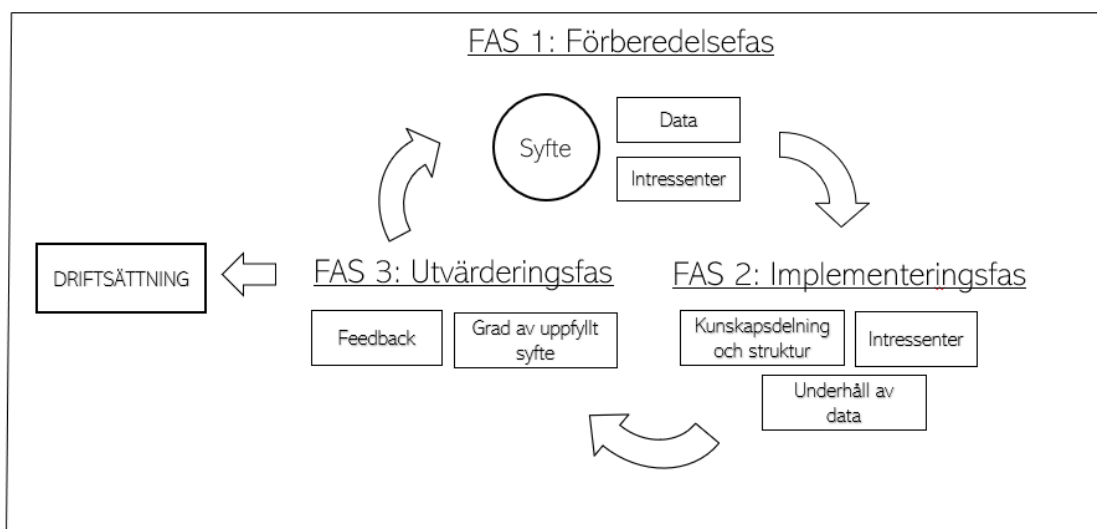 FAS 1: Förberedelsefas
Syfte
Data
Intressenter
DRIFTSÄTTNING
FAS 3: Utvärderingsfas
Feedback
Grad av uppfyllt
syfte
FAS 2: Implementeringsfas
Kunskapsdelning
och struktur
Intressenter
Underhåll av
data